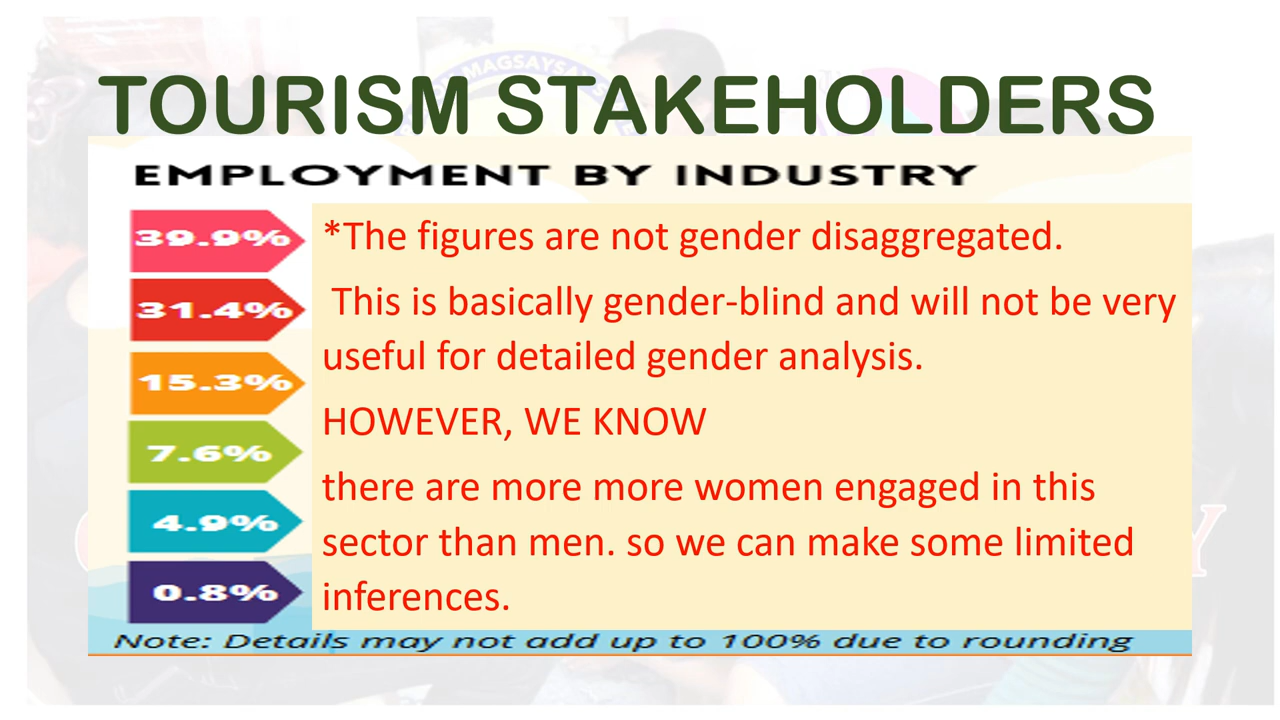 MAGSAYSAY
TOURISM STAKEHOLDERS
EMPLOYMENT BY INDUSTRY
39.9%
*The figures are not gender disaggregated.
31.4%
This is basically gender-blind and will not be very
useful for detailed gender analysis.
15.3%
HOWEVER, WE KNOW
7.6%
there are more more women engaged in this
4.9%
sector than men. so we can make some limited
0.8%
inferences.
Note: Details may not add up to 100% due to rounding